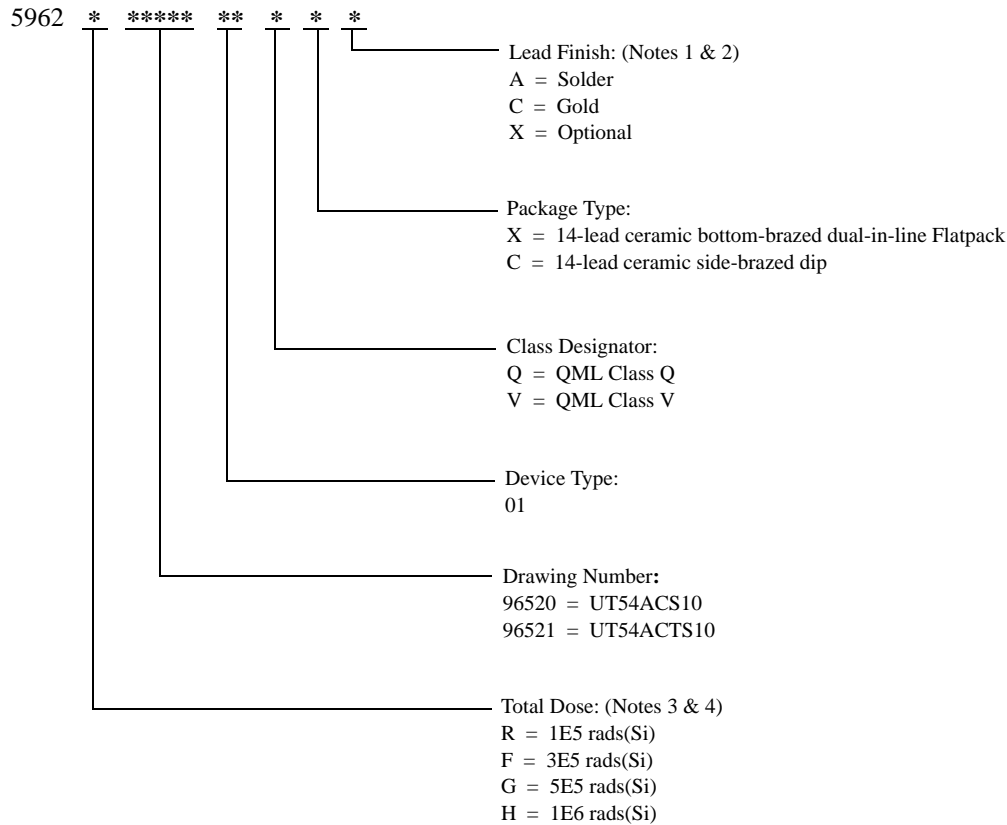 5962 * ***** ** * * *
Lead Finish: (Notes 1 & 2)
A = Solder
C = Gold
X = Optional
Package Type:
X = 14-lead ceramic bottom-brazed dual-in-line Flatpack
C = 14-lead ceramic side-brazed dip
Class Designator:
Q = QML Class Q
V = QML Class V
Device Type:
01
Drawing Number:
96520 = UT54ACS10
96521 = UT54ACTS10
Total Dose: (Notes 3 & 4)
R = 1E5 rads(Si)
F = 3E5 rads(Si)
G = 5E5 rads(Si)
H = 1E6 rads(Si)